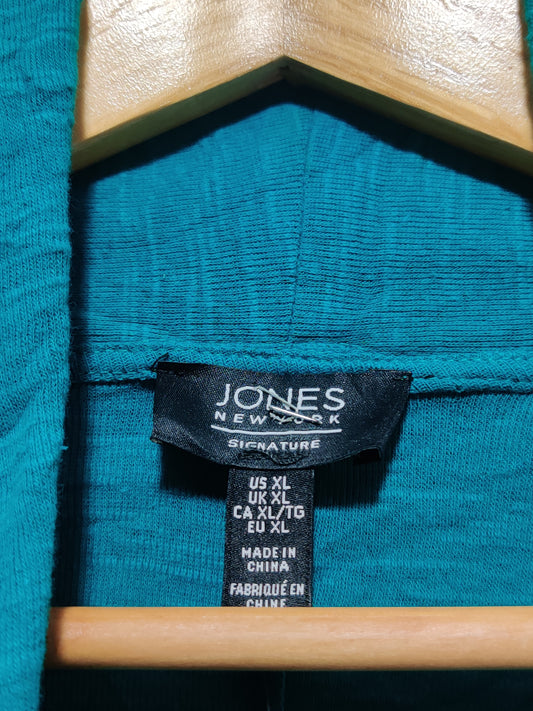 JONES
NEW YORK
SIGNATURE
US XL
UK XL
CA XL/TG
EU XL
MADE IN
CHINA
FABRIQUÉ EN
CHINE